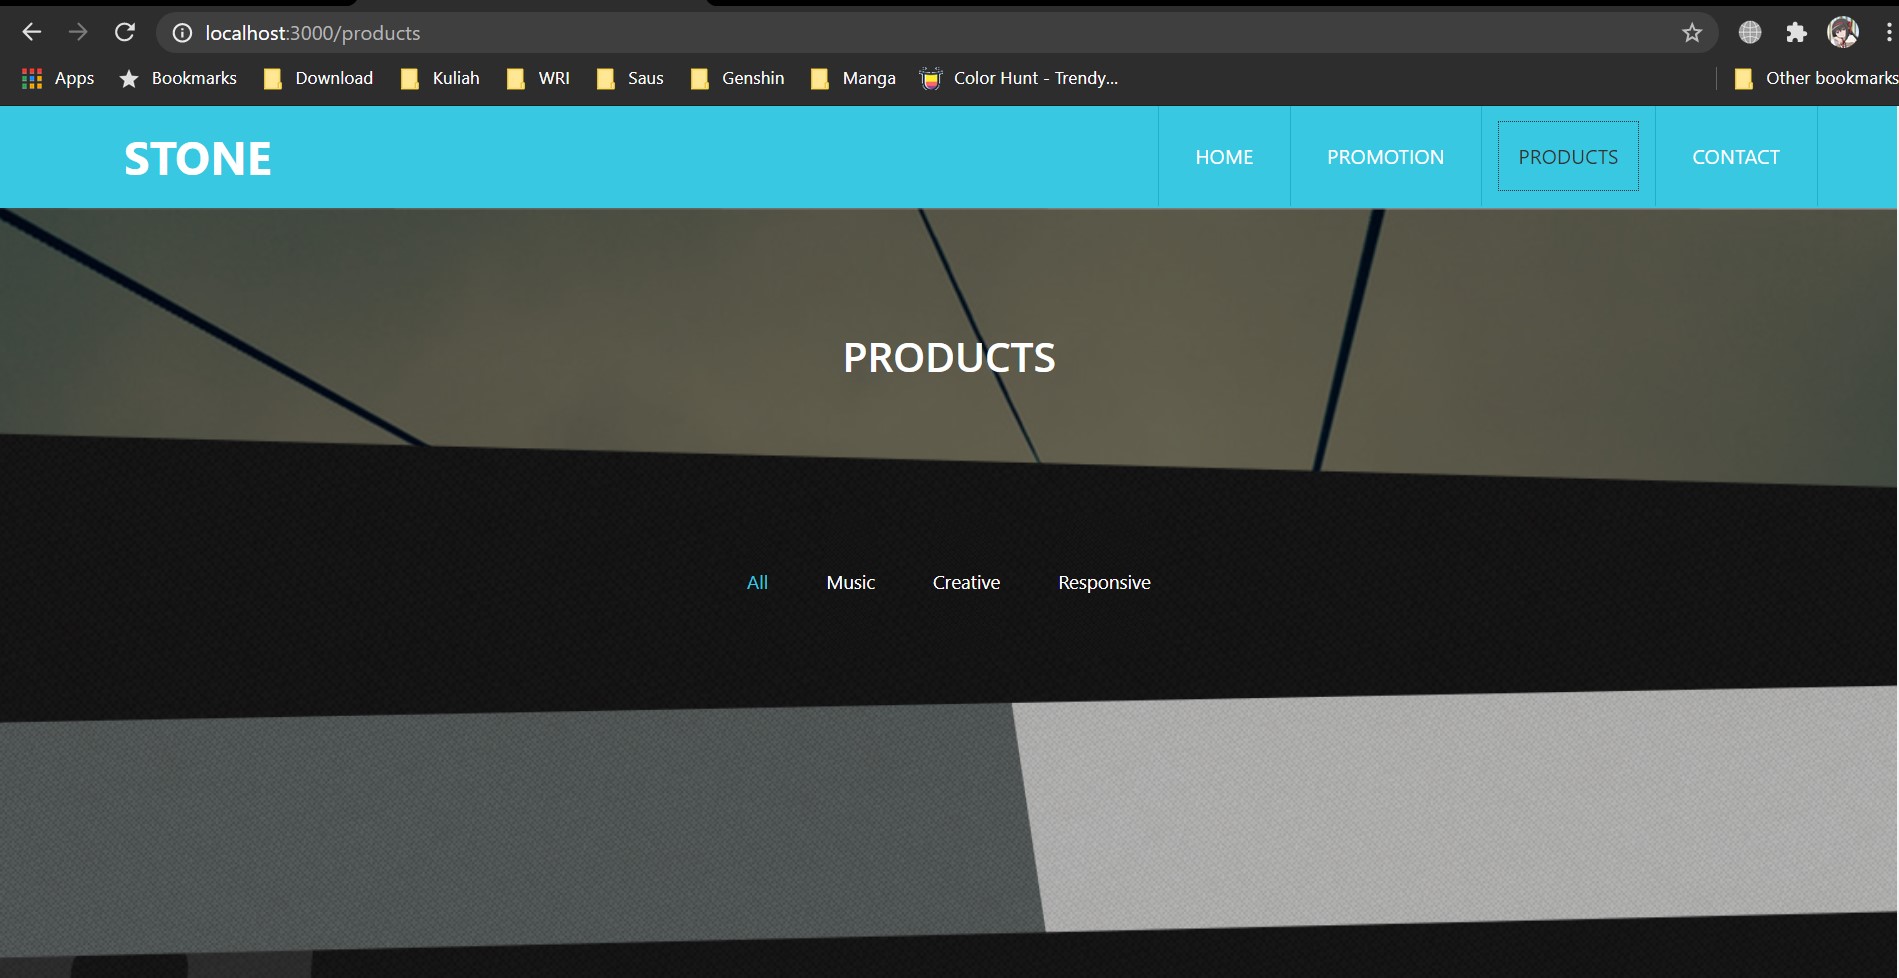 localhost:3000/products
Apps Bookmarks Download Kuliah WRI Saus Genshin Manga Color Hunt - Trendy... Other bookmarks
STONE HOME PROMOTION PRODUCTS CONTACT
PRODUCTS
All Music Creative Responsive